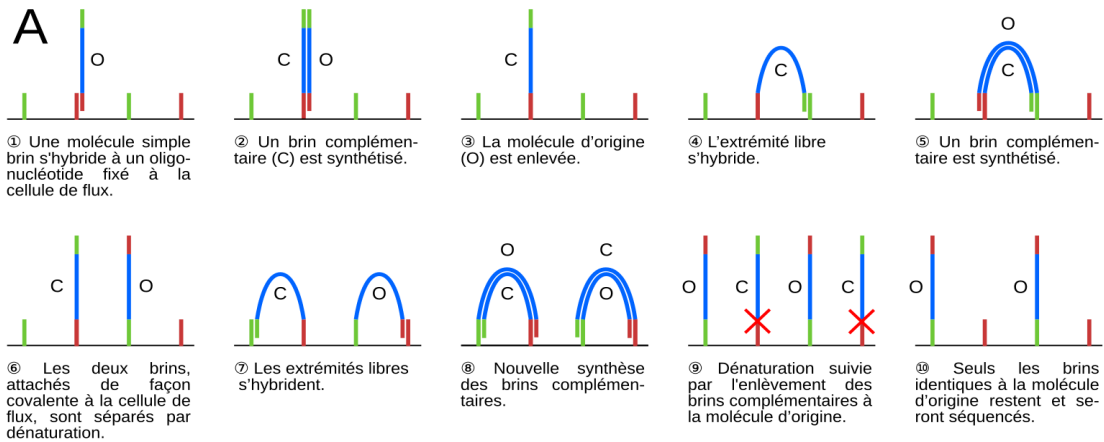 A
O
① Une molécule simple
brin s'hybride à un oligo-
nucléotide fixé à la
cellule de flux.
C O
② Un brin complémen-
taire (C) est synthétisé.
C
③ La molécule d'origine
(O) est enlevée.
C
④ L'extrémité libre
s'hybride.
O
C
⑤ Un brin complémen-
taire est synthétisé.
C O
⑥ Les deux brins,
attachés de façon
covalente à la cellule de
flux, sont séparés par
dénaturation.
C O
⑦ Les extrémités libres
s'hybrident.
O C
C O
⑧ Nouvelle synthèse
des brins complémen-
taires.
O C O C
⑨ Dénaturation suivie
par l'enlèvement des
brins complémentaires à
la molécule d'origine.
O O
⑩ Seuls les brins
identiques à la molécule
d'origine restent et se-
ront séquencés.